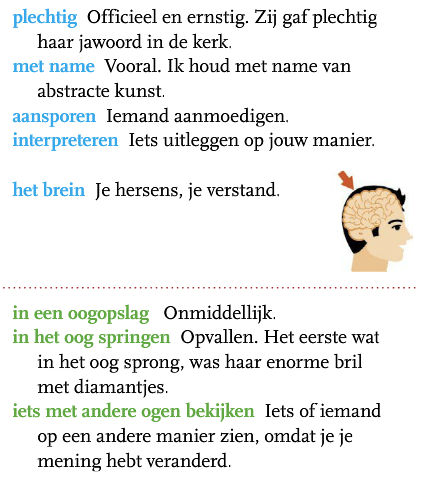 plechtig Officieel en ernstig. Zij gaf plechtig
haar jawoord in de kerk.
met name Vooral. Ik houd met name van
abstracte kunst.
aansporen Iemand aanmoedigen.
interpreteren Iets uitleggen op jouw manier.
het brein Je hersens, je verstand.
in een oogopslag Onmiddellijk.
in het oog springen Opvallen. Het eerste wat
in het oog sprong, was haar enorme bril
met diamantjes.
iets met andere ogen bekijken Iets of iemand
op een andere manier zien, omdat je je
mening hebt veranderd.